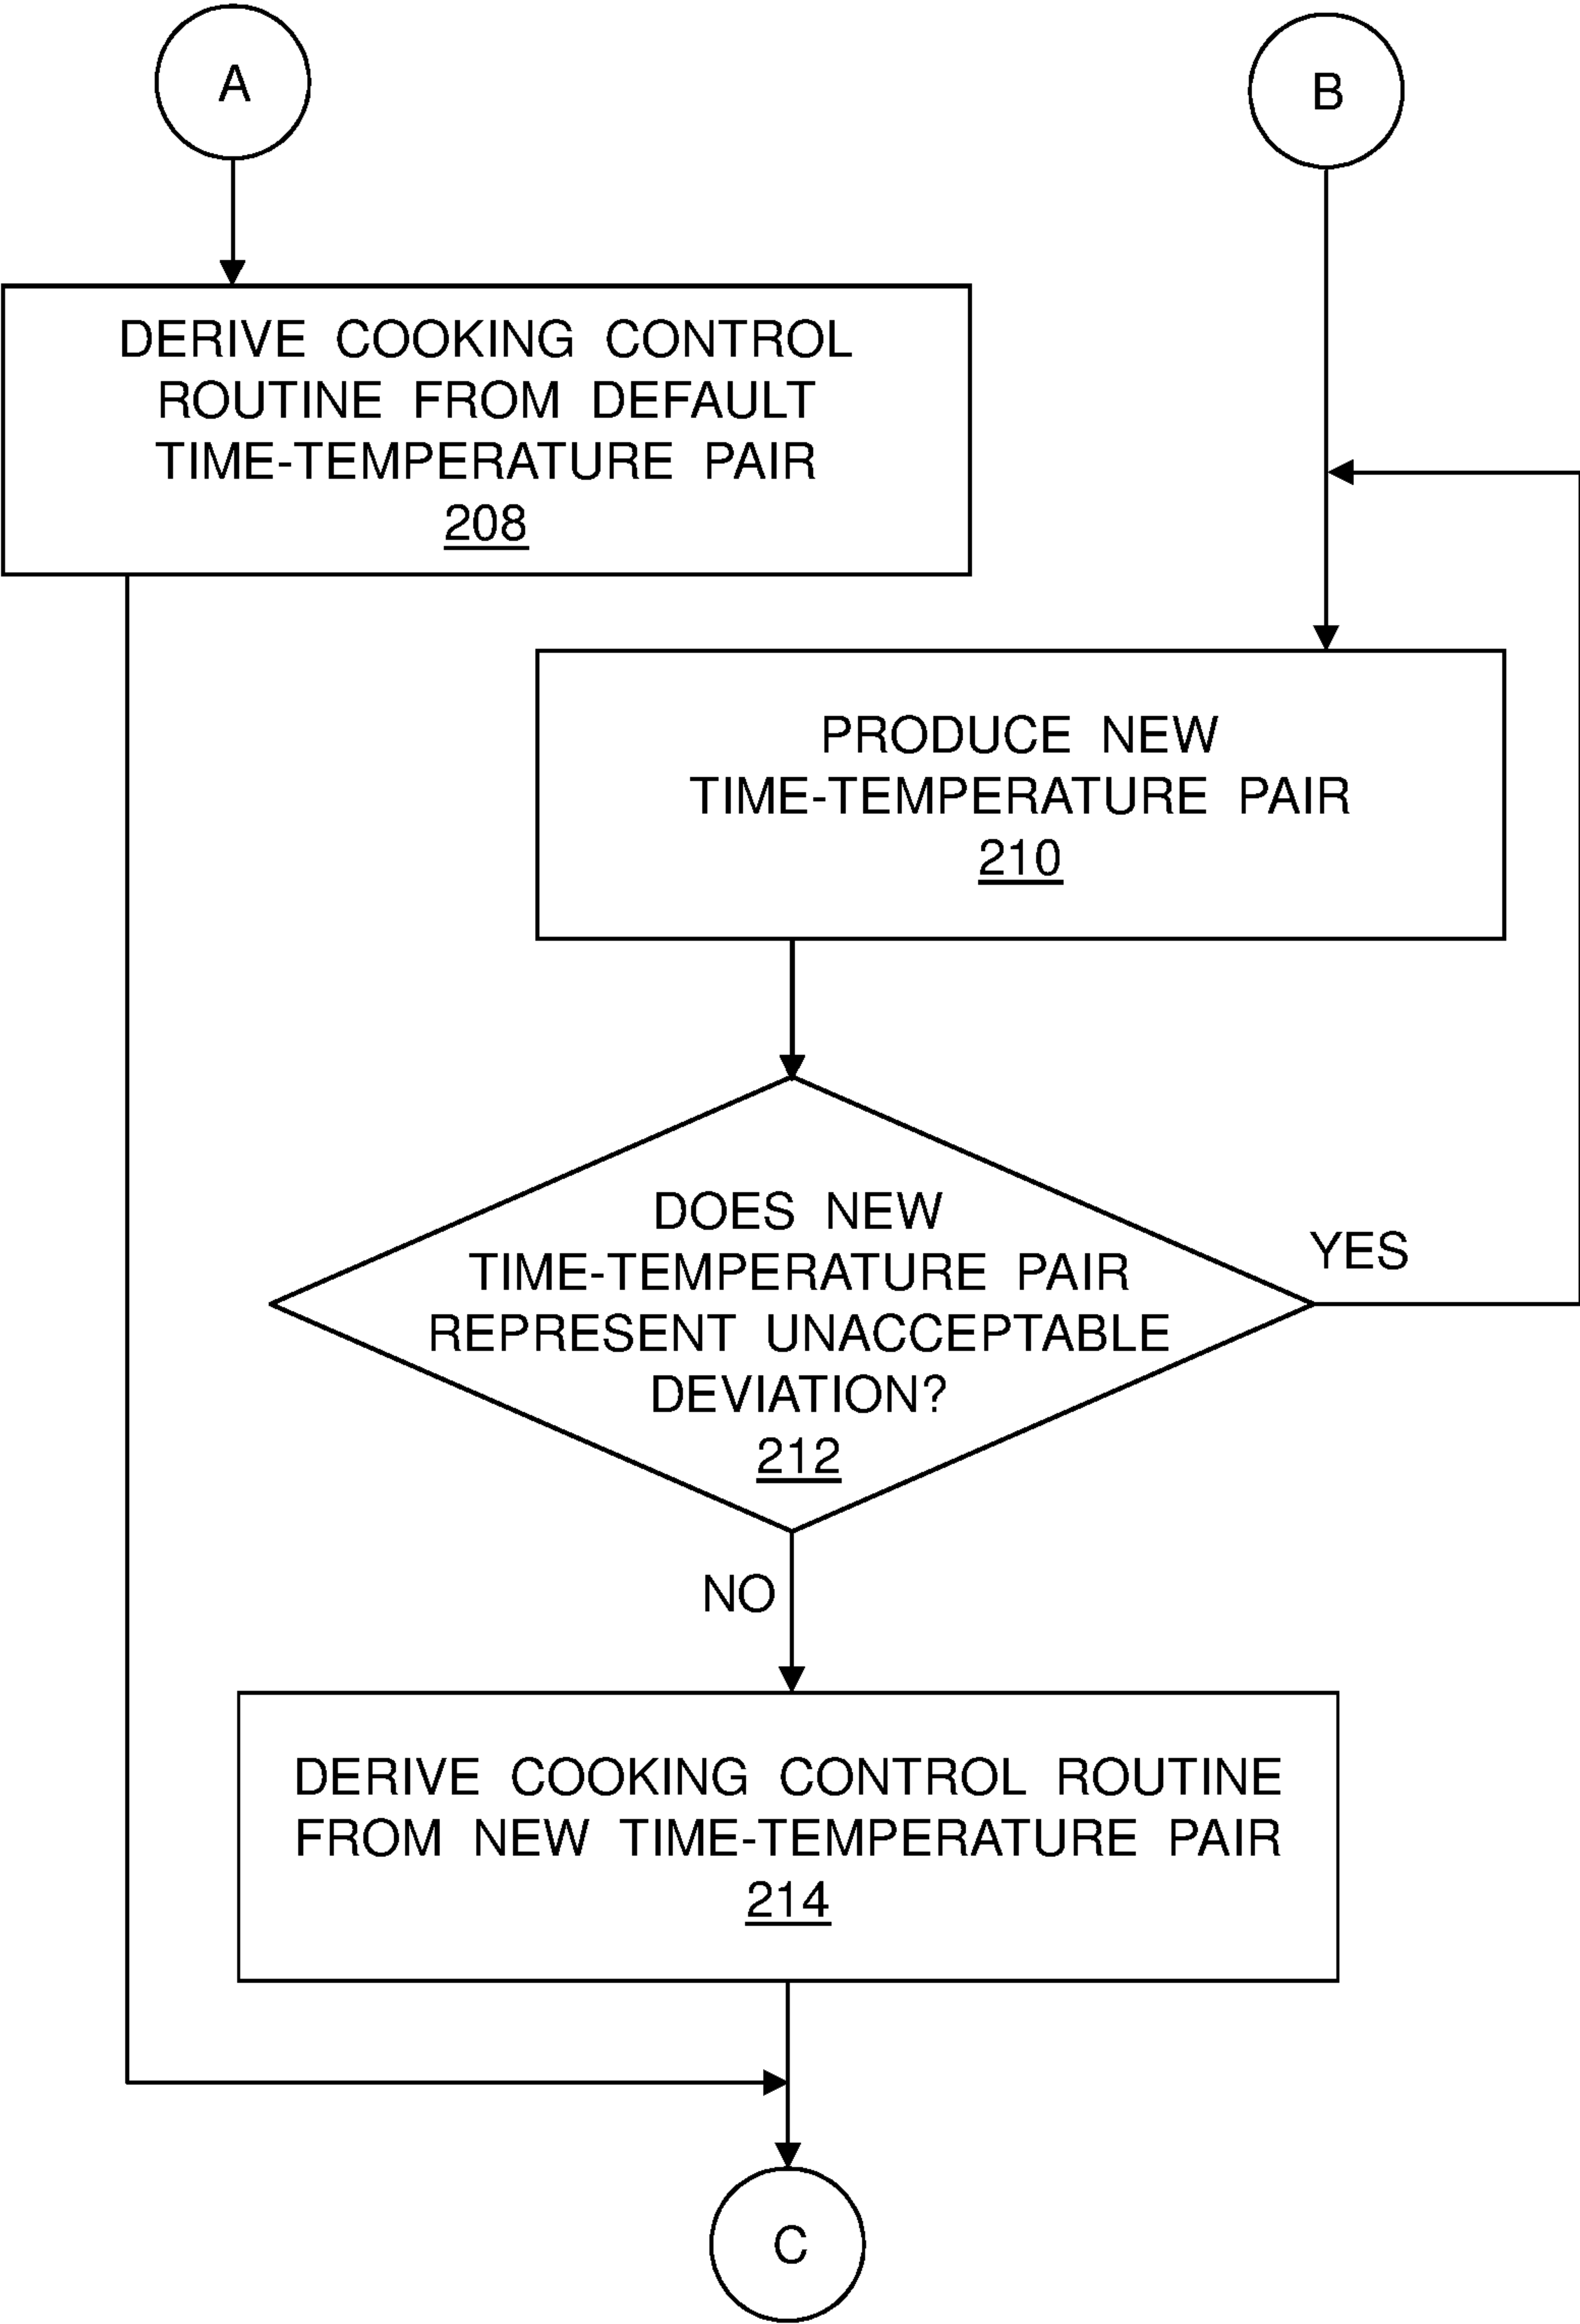 A
B
DERIVE COOKING CONTROL
ROUTINE FROM DEFAULT
TIME-TEMPERATURE PAIR
208
PRODUCE NEW
TIME-TEMPERATURE PAIR
210
DOES NEW
TIME-TEMPERATURE PAIR
REPRESENT UNACCEPTABLE
DEVIATION?
212
YES
NO
DERIVE COOKING CONTROL ROUTINE
FROM NEW TIME-TEMPERATURE PAIR
214
C